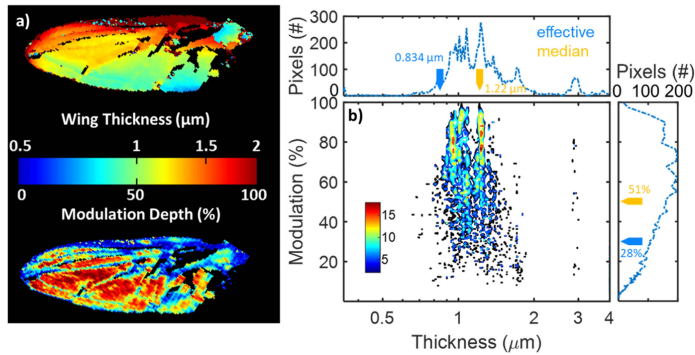 a)
Wing Thickness (μm)
0.5 1 1.5 2
0 50 100
Modulation Depth (%)
Pixels (#)
300
200
100
0
effective
median
0.834 μm
1.22 μm
Pixels (#)
0 100 200
b)
Modulation (%)
100
80
60
40
20
15
10
5
0.5 1 2 3 4
Thickness (μm)
51%
28%